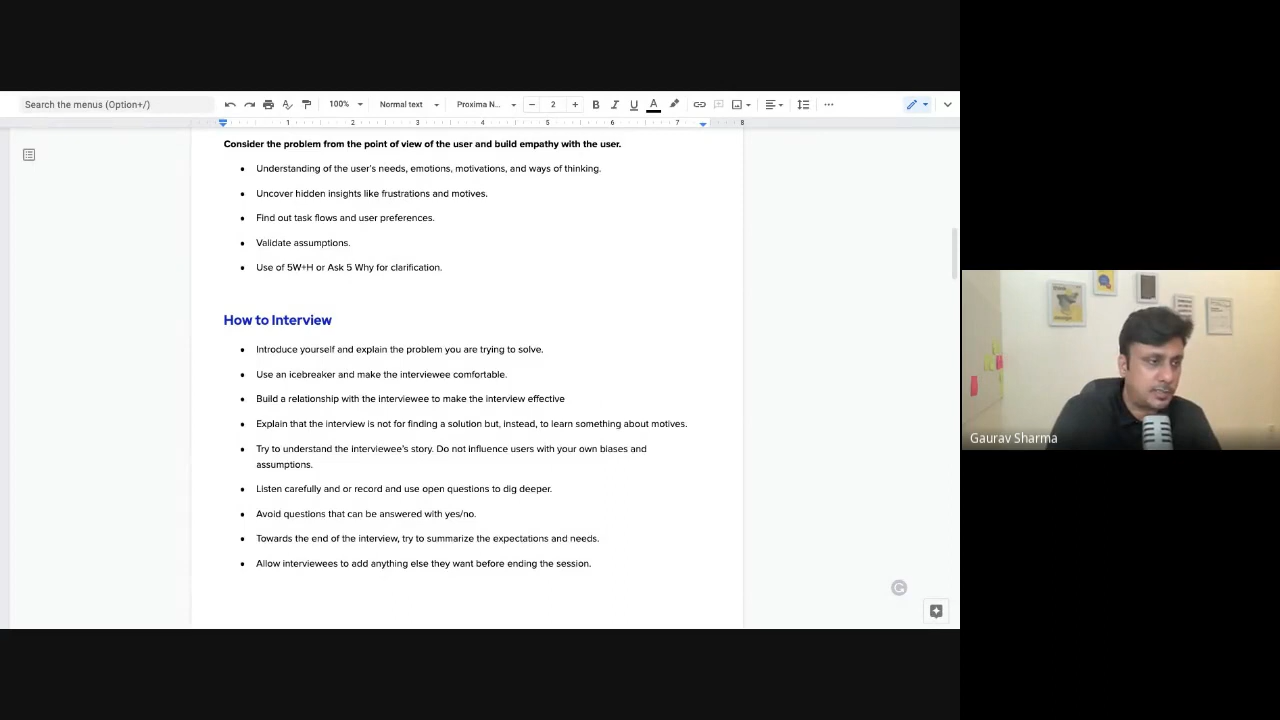 Search the menus (Option+/)
100%
Normal text
Proxima N...
2
1 2 3 4 5 6 7 8
Consider the problem from the point of view of the user and build empathy with the user.
Understanding of the user's needs, emotions, motivations, and ways of thinking.
Uncover hidden insights like frustrations and motives.
Find out task flows and user preferences.
Validate assumptions.
Use of 5W+H or Ask 5 Why for clarification.
How to Interview
Introduce yourself and explain the problem you are trying to solve.
Use an icebreaker and make the interviewee comfortable.
Build a relationship with the interviewee to make the interview effective
Explain that the interview is not for finding a solution but, instead, to learn something about motives.
Try to understand the interviewee's story. Do not influence users with your own biases and
assumptions.
Listen carefully and or record and use open questions to dig deeper.
Avoid questions that can be answered with yes/no.
Towards the end of the interview, try to summarize the expectations and needs.
Allow interviewees to add anything else they want before ending the session.
Gaurav Sharma